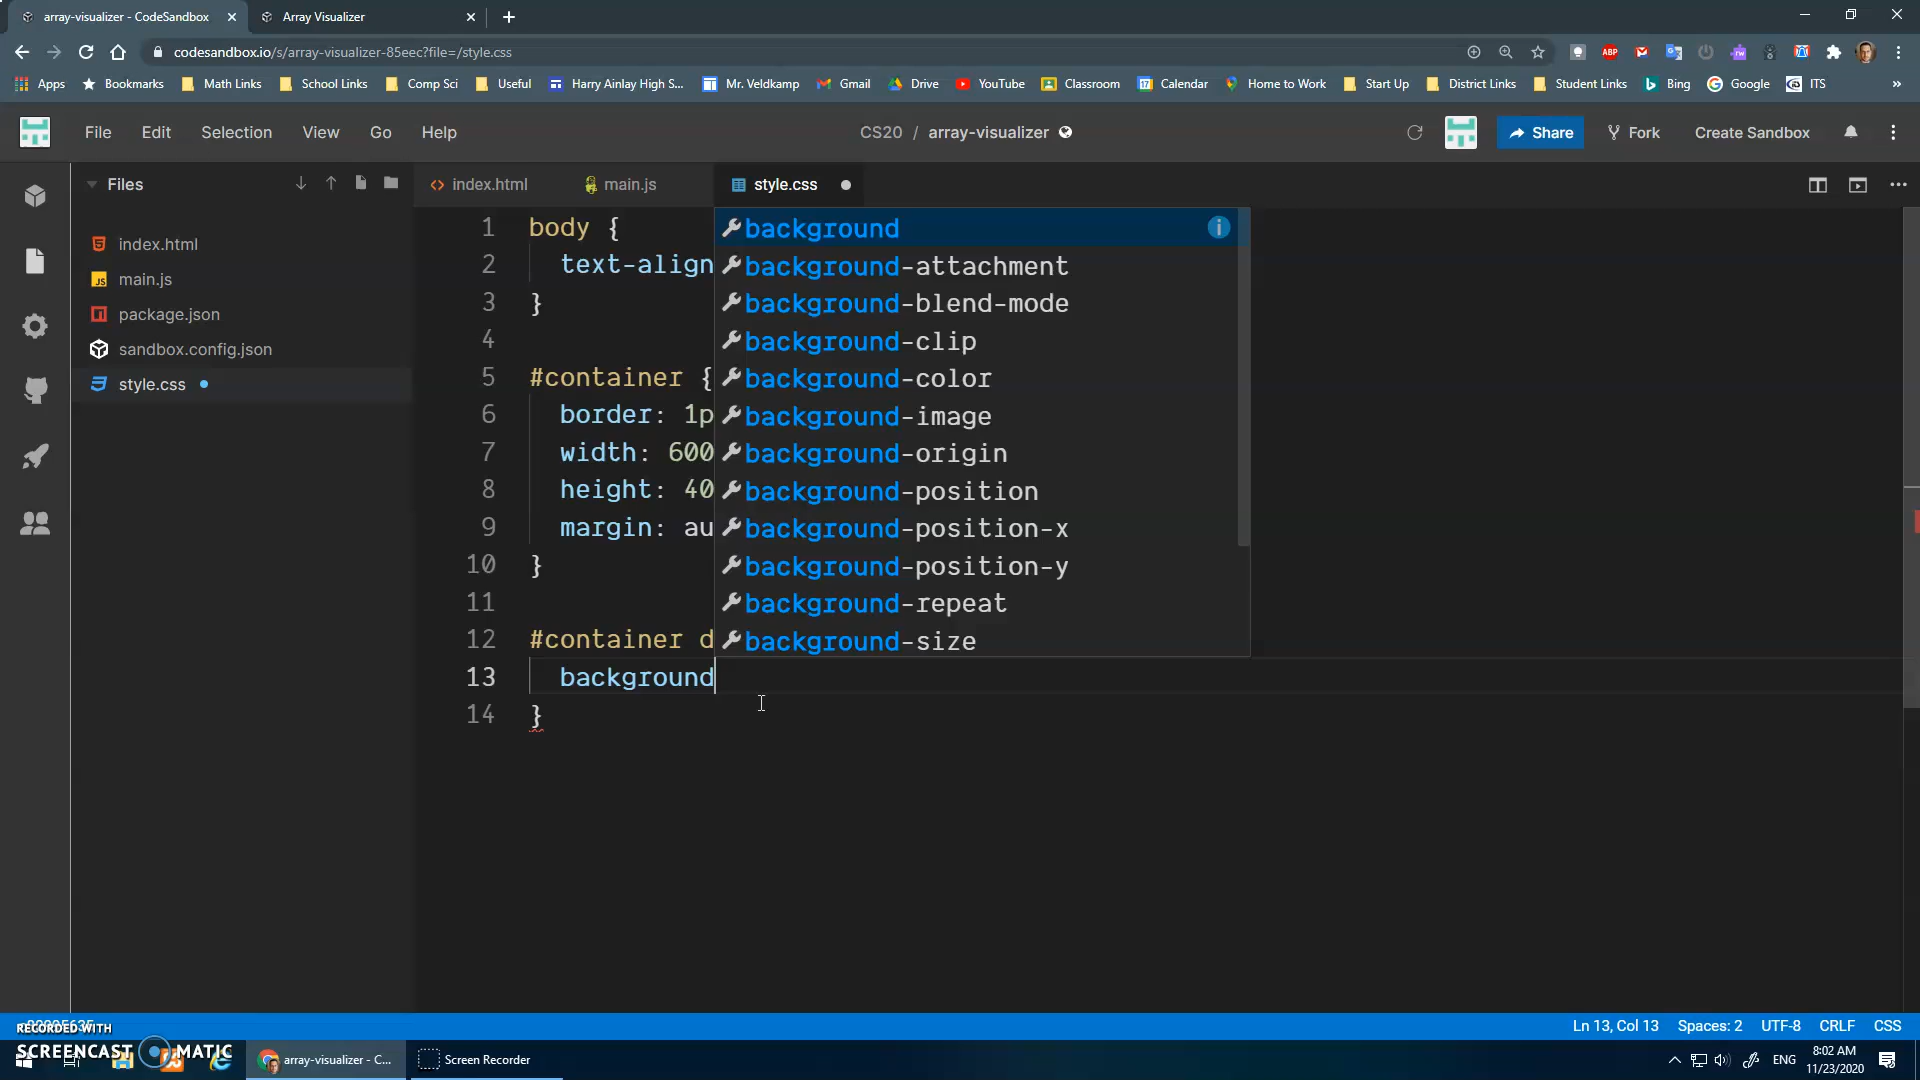 array-visualizer - CodeSandbox
Array Visualizer
codesandbox.io/s/array-visualizer-85eec?file=/style.css
ABP
Apps
Bookmarks
Math Links
School Links
Comp Sci
Useful
Harry Ainlay High S...
Mr. Veldkamp
Gmail
Drive
YouTube
Classroom
Calendar
Home to Work
Start Up
District Links
Student Links
Bing
Google
ITS
»
File Edit Selection View Go Help
CS20 / array-visualizer
Share
Fork
Create Sandbox
Files
index.html
main.js
package.json
sandbox.config.json
style.css
index.html
main.js
style.css
1 body {
2 text-align
3 }
4
5 #container {
6 border: 1p
7 width: 600
8 height: 40
9 margin: au
10 }
11
12 #container d
13 background
14 }
background
background-attachment
background-blend-mode
background-clip
background-color
background-image
background-origin
background-position
background-position-x
background-position-y
background-repeat
background-size
Ln 13, Col 13 Spaces: 2 UTF-8 CRLF CSS
RECORDED WITH
SCREENCAST MATIC
array-visualizer - C...
Screen Recorder
ENG
8:02 AM
11/23/2020